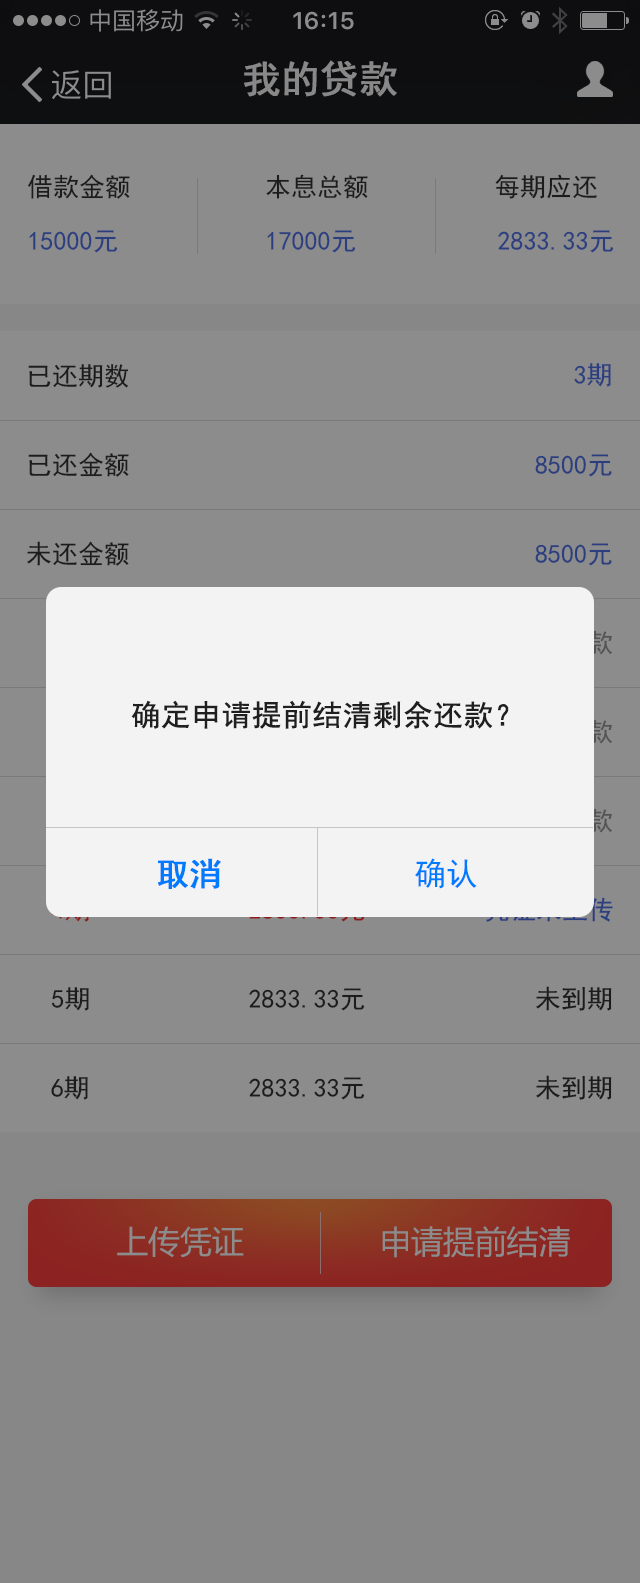 中国移动 16:15
返回 我的贷款
借款金额 本息总额 每期应还
15000元 17000元 2833.33元
已还期数 3期
已还金额 8500元
未还金额 8500元
款
确定申请提前结清剩余还款?
款
款
取消 确认
传
5期 2833.33元 未到期
6期 2833.33元 未到期
上传凭证 申请提前结清